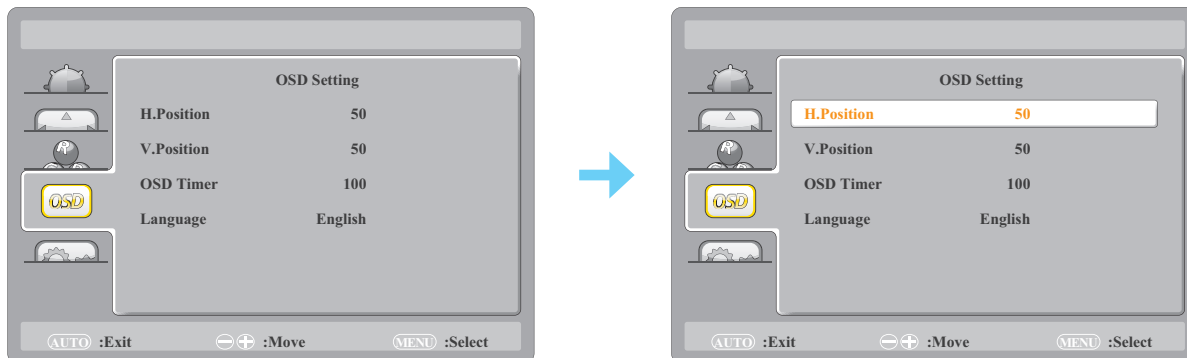 OSD Setting
H.Position 50
V.Position 50
OSD Timer 100
OSD
Language English
AUTO :Exit :Move MENU :Select
OSD Setting
H.Position 50
V.Position 50
OSD Timer 100
OSD
Language English
AUTO :Exit :Move MENU :Select